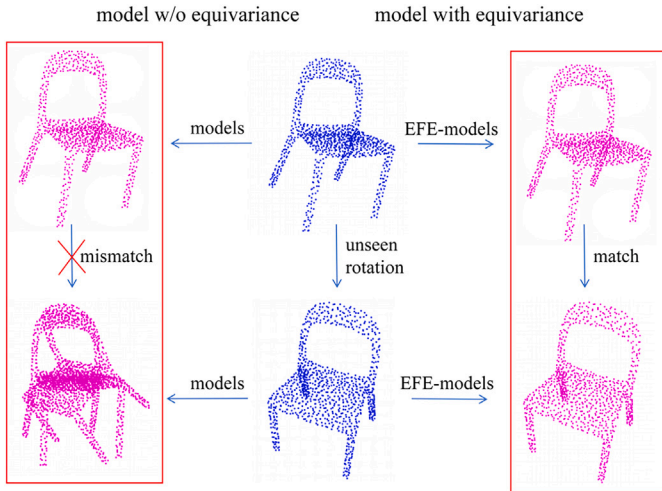 model w/o equivariance
model with equivariance
models
EFE-models
mismatch
unseen
rotation
match
models
EFE-models